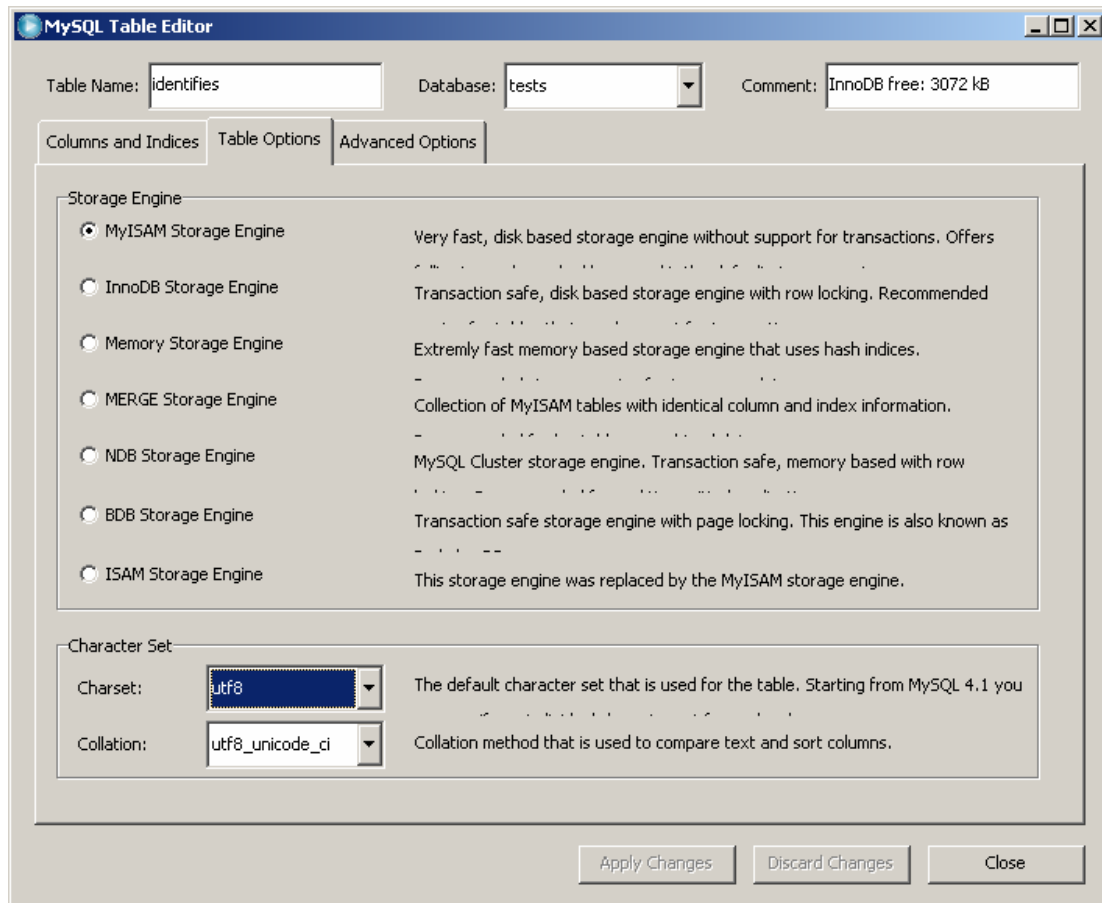 MySQL Table Editor
Table Name: identifies Database: tests Comment: InnoDB free: 3072 kB
Columns and Indices Table Options Advanced Options
Storage Engine
MyISAM Storage Engine Very fast, disk based storage engine without support for transactions. Offers
InnoDB Storage Engine Transaction safe, disk based storage engine with row locking. Recommended
Memory Storage Engine Extremly fast memory based storage engine that uses hash indices.
MERGE Storage Engine Collection of MyISAM tables with identical column and index information.
NDB Storage Engine MySQL Cluster storage engine. Transaction safe, memory based with row
BDB Storage Engine Transaction safe storage engine with page locking. This engine is also known as
ISAM Storage Engine This storage engine was replaced by the MyISAM storage engine.
Character Set
Charset: utf8 The default character set that is used for the table. Starting from MySQL 4.1 you
Collation: utf8_unicode_ci Collation method that is used to compare text and sort columns.
Apply Changes Discard Changes Close